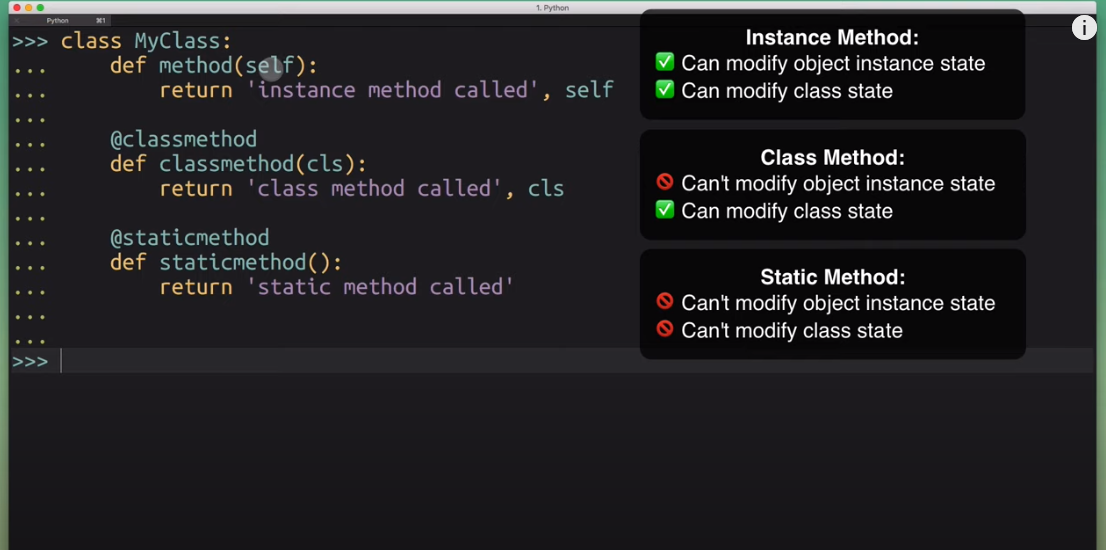 1. Python
Python ⌘1
>>> class MyClass:
...     def method(self):
...         return 'instance method called', self
...
...     @classmethod
...     def classmethod(cls):
...         return 'class method called', cls
...
...     @staticmethod
...     def staticmethod():
...         return 'static method called'
...
...
>>>
Instance Method:
✅ Can modify object instance state
✅ Can modify class state
Class Method:
🚫 Can't modify object instance state
✅ Can modify class state
Static Method:
🚫 Can't modify object instance state
🚫 Can't modify class state
i